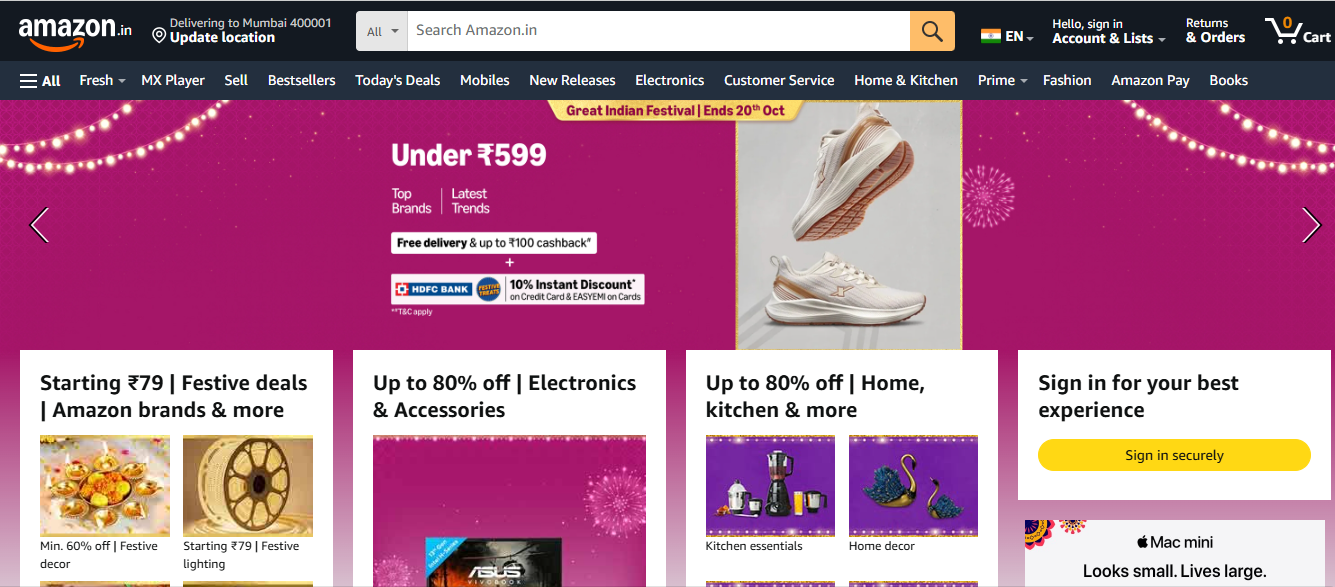 amazon.in
Delivering to Mumbai 400001
Update location
All
Search Amazon.in
EN
Hello, sign in
Account & Lists
Returns
& Orders
0
Cart
All
Fresh
MX Player
Sell
Bestsellers
Today's Deals
Mobiles
New Releases
Electronics
Customer Service
Home & Kitchen
Prime
Fashion
Amazon Pay
Books
Great Indian Festival | Ends 20th Oct
Under ₹599
Top
Brands
Latest
Trends
Free delivery & up to ₹100 cashback#
+
HDFC BANK
FESTIVE
TREATS
10% Instant Discount*
on Credit Card & EASYEMI on Cards
*#T&C apply
Starting ₹79 | Festive deals
| Amazon brands & more
Min. 60% off | Festive
decor
Starting ₹79 | Festive
lighting
Up to 80% off | Electronics
& Accessories
13th Gen
Intel H-Series
ASUS
VIVOBOOK
Up to 80% off | Home,
kitchen & more
Kitchen essentials
Home decor
Sign in for your best
experience
Sign in securely
Mac mini
Looks small. Lives large.